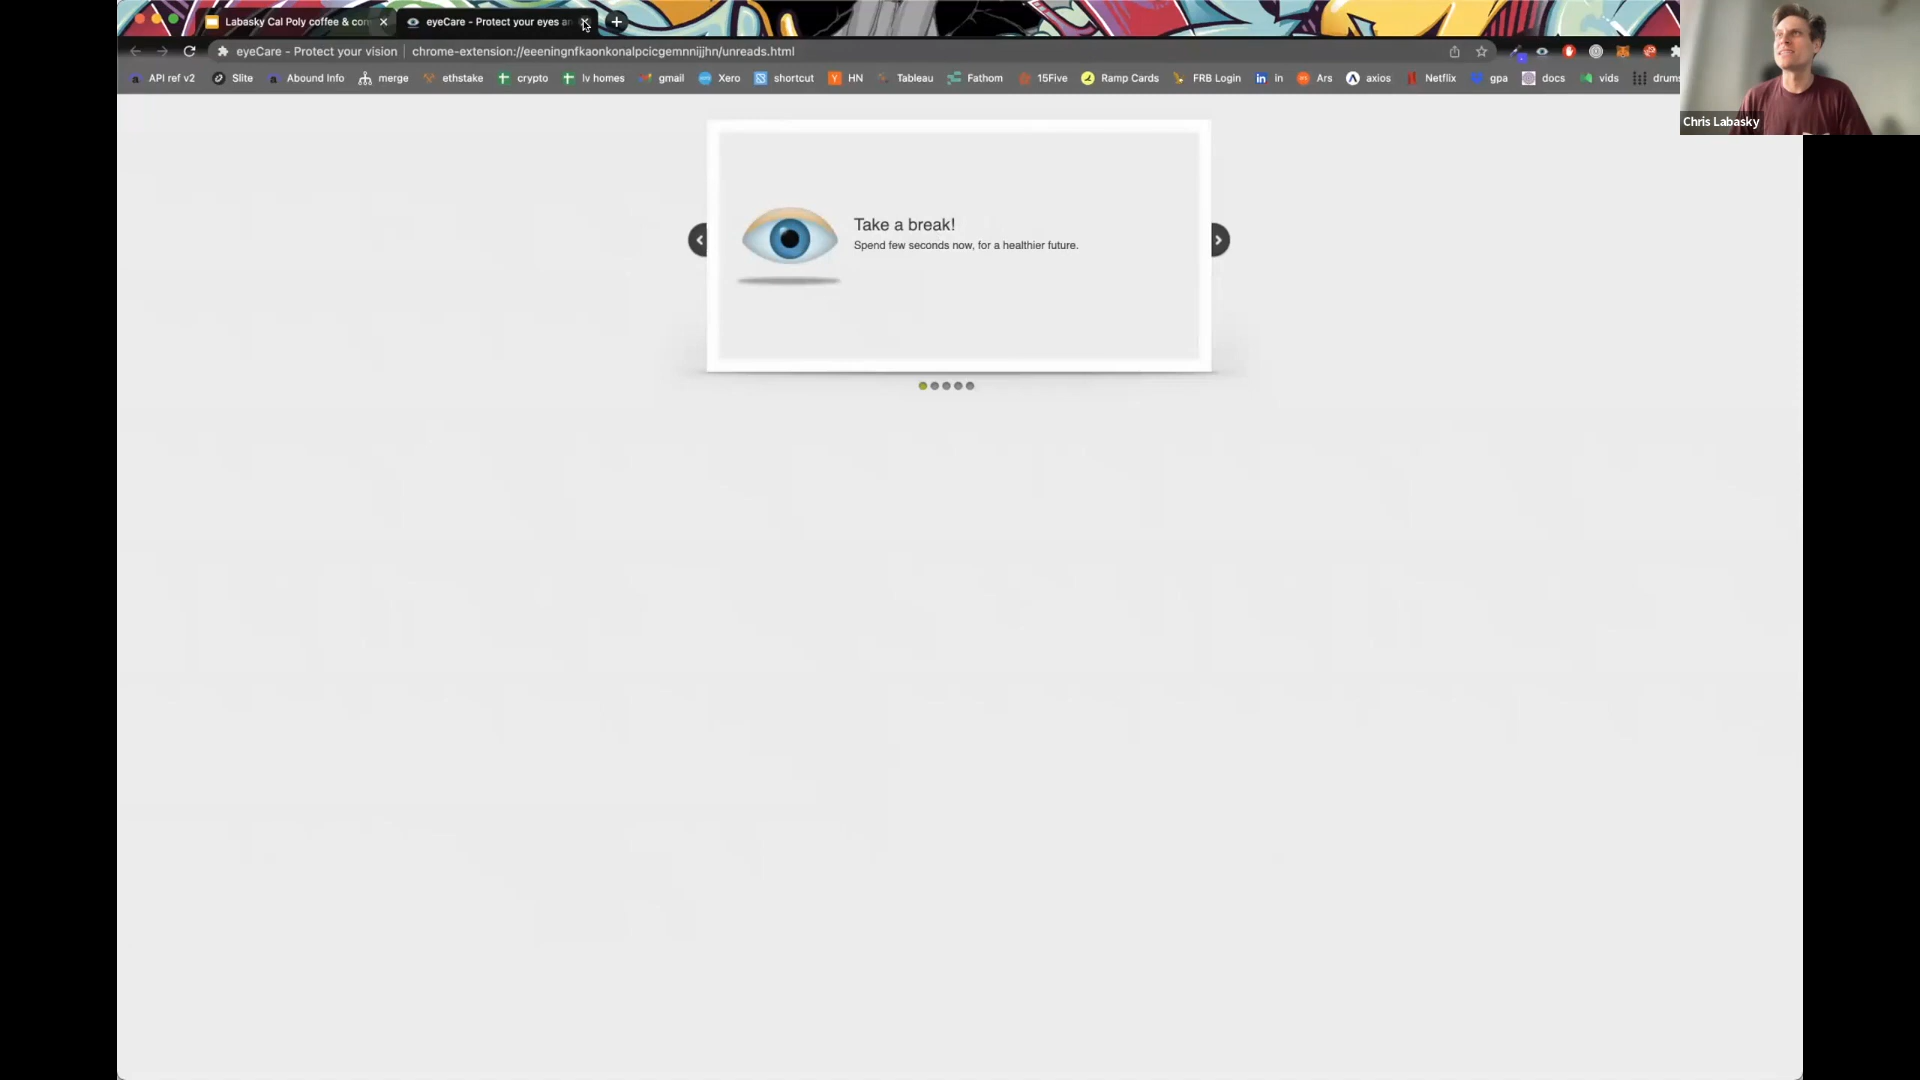 Labasky Cal Poly coffee & con
eyeCare - Protect your eyes an
eyeCare - Protect your vision
chrome-extension://eeeningnfkaonkonalpcicgemnnijjhn/unreads.html
API ref v2
Slite
Abound Info
merge
ethstake
crypto
lv homes
gmail
Xero
shortcut
HN
Tableau
Fathom
15Five
Ramp Cards
FRB Login
in
Ars
axios
Netflix
gpa
docs
vids
drums
Chris Labasky
Take a break!
Spend few seconds now, for a healthier future.